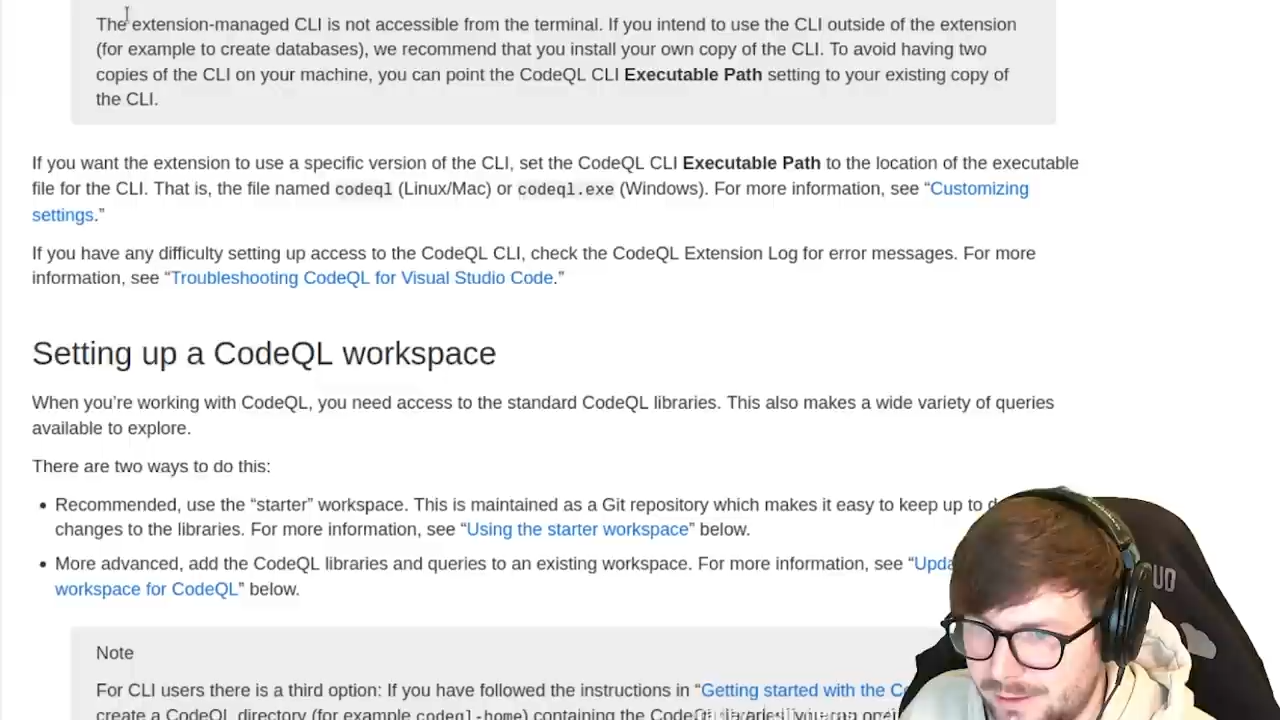 The extension-managed CLI is not accessible from the terminal. If you intend to use the CLI outside of the extension
(for example to create databases), we recommend that you install your own copy of the CLI. To avoid having two
copies of the CLI on your machine, you can point the CodeQL CLI Executable Path setting to your existing copy of
the CLI.
If you want the extension to use a specific version of the CLI, set the CodeQL CLI Executable Path to the location of the executable
file for the CLI. That is, the file named codeql (Linux/Mac) or codeql.exe (Windows). For more information, see “Customizing
settings.”
If you have any difficulty setting up access to the CodeQL CLI, check the CodeQL Extension Log for error messages. For more
information, see “Troubleshooting CodeQL for Visual Studio Code.”
Setting up a CodeQL workspace
When you’re working with CodeQL, you need access to the standard CodeQL libraries. This also makes a wide variety of queries
available to explore.
There are two ways to do this:
• Recommended, use the “starter” workspace. This is maintained as a Git repository which makes it easy to keep up to
changes to the libraries. For more information, see “Using the starter workspace” below.
• More advanced, add the CodeQL libraries and queries to an existing workspace. For more information, see “
workspace for CodeQL” below.
Note
For CLI users there is a third option: If you have followed the instructions in “Getting started with the
create a CodeQL directory (for example codeql-home) containing the